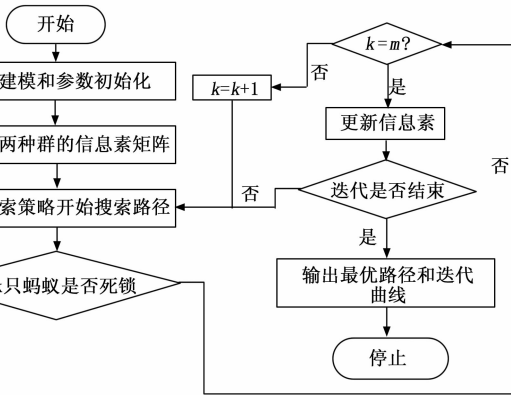 开始
建模和参数初始化
两种群的信息素矩阵
索策略开始搜索路径
只蚂蚁是否死锁
k=m?
否
是
k=k+1
更新信息素
否
迭代是否结束
否
是
输出最优路径和迭代
曲线
停止